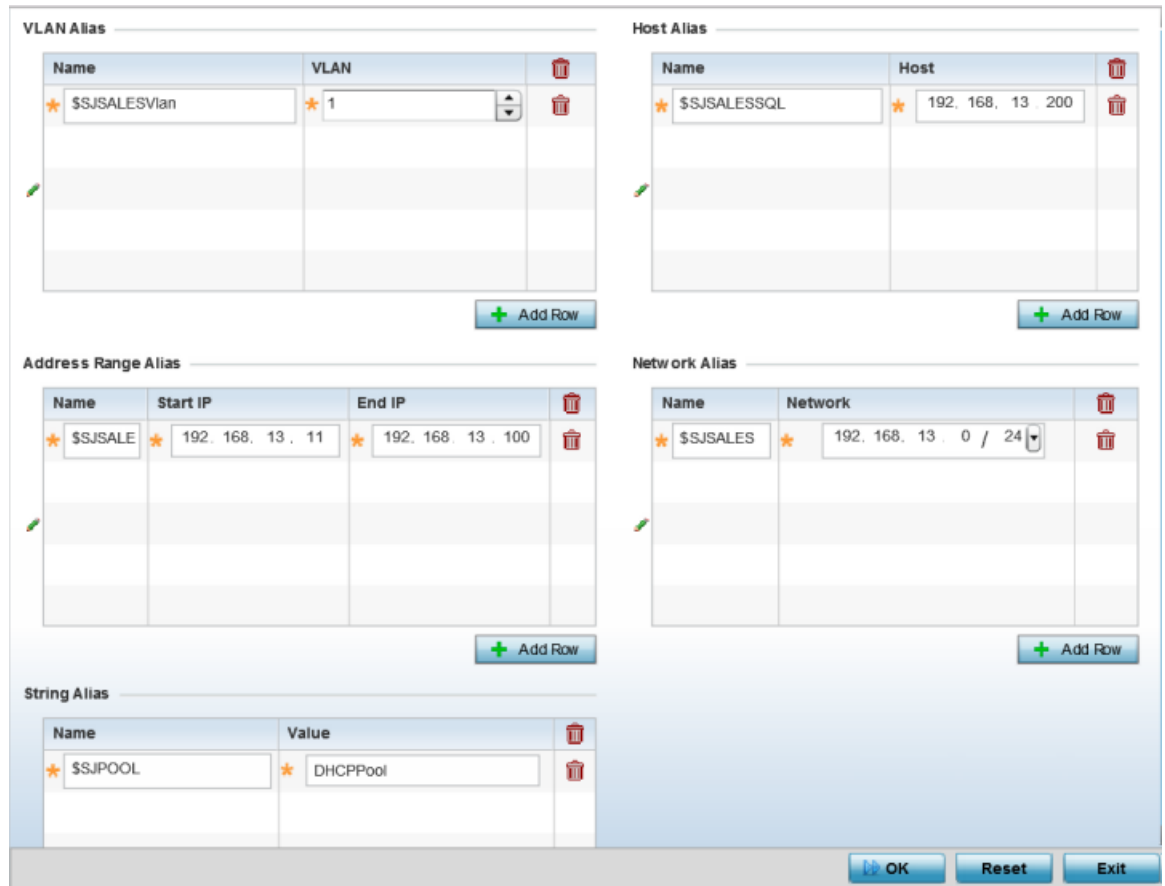 VLAN Alias
Name VLAN
* $SJSALESVlan * 1
Add Row
Host Alias
Name Host
* $SJSALESSQL * 192. 168. 13 . 200
Add Row
Address Range Alias
Name Start IP End IP
* $SJSALE * 192. 168. 13 . 11 * 192. 168. 13 . 100
Add Row
Network Alias
Name Network
* $SJSALES * 192. 168. 13 . 0 / 24
Add Row
String Alias
Name Value
* $SJPOOL * DHCPPool
OK Reset Exit